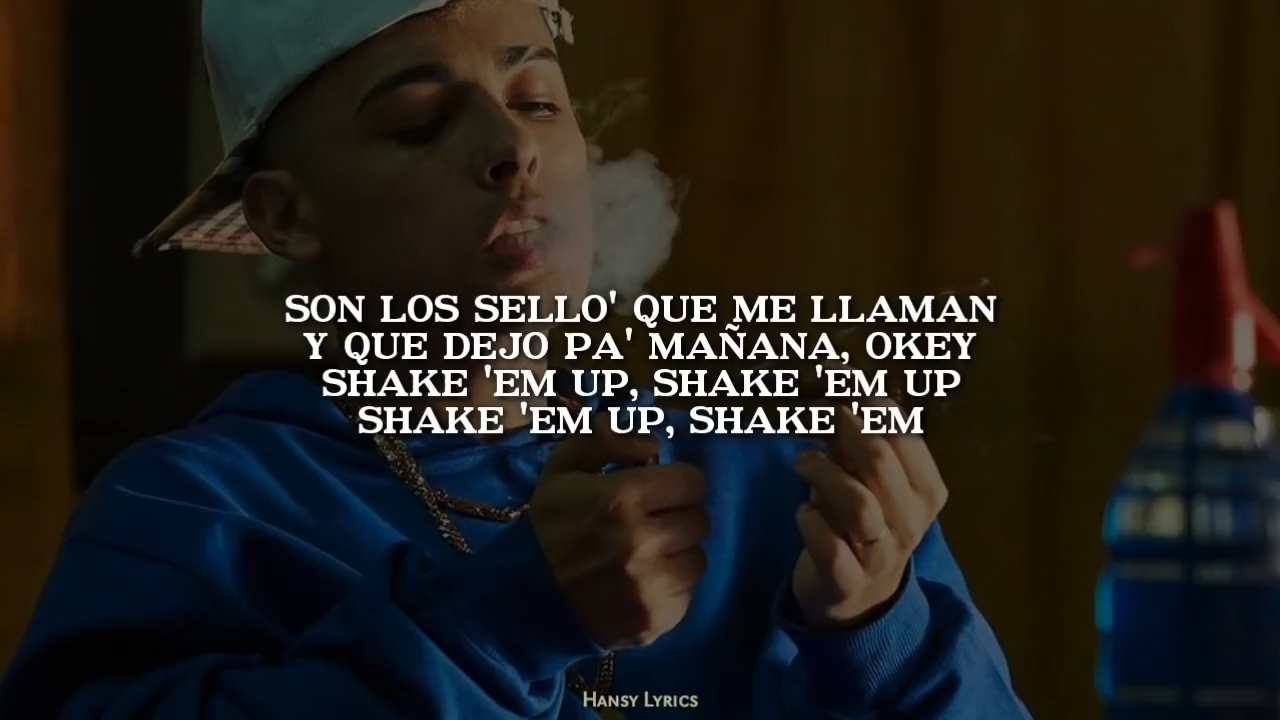 SON LOS SELLO' QUE ME LLAMAN
Y QUE DEJO PA' MAÑANA, OKEY
SHAKE 'EM UP, SHAKE 'EM UP
SHAKE 'EM UP, SHAKE 'EM
HANSY LYRICS